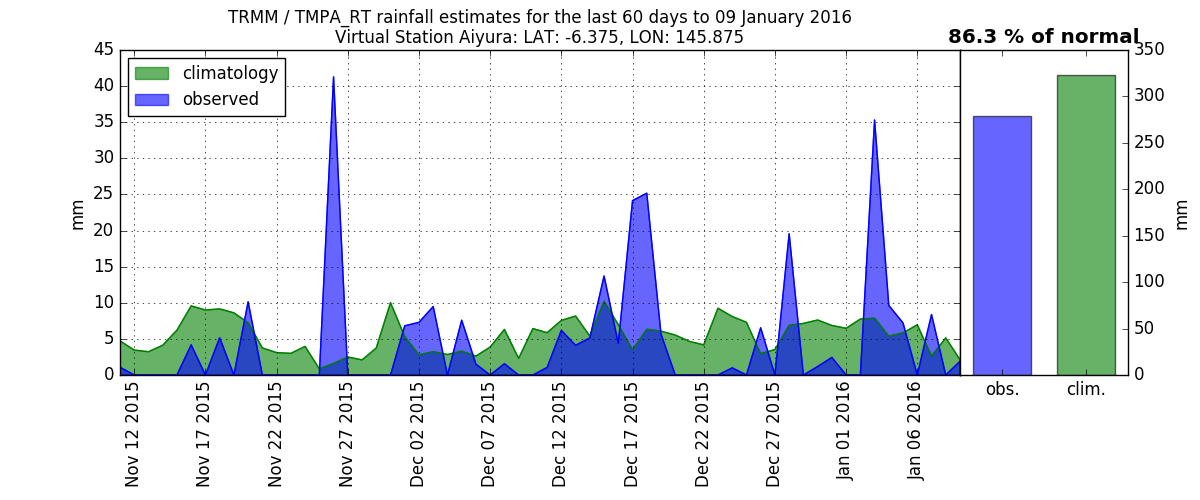 TRMM / TMPA_RT rainfall estimates for the last 60 days to 09 January 2016
Virtual Station Aiyura: LAT: -6.375, LON: 145.875
86.3 % of normal
climatology
observed
mm
45
40
35
30
25
20
15
10
5
0
Nov 12 2015
Nov 17 2015
Nov 22 2015
Nov 27 2015
Dec 02 2015
Dec 07 2015
Dec 12 2015
Dec 17 2015
Dec 22 2015
Dec 27 2015
Jan 01 2016
Jan 06 2016
obs.
clim.
350
300
250
200
150
100
50
0
mm